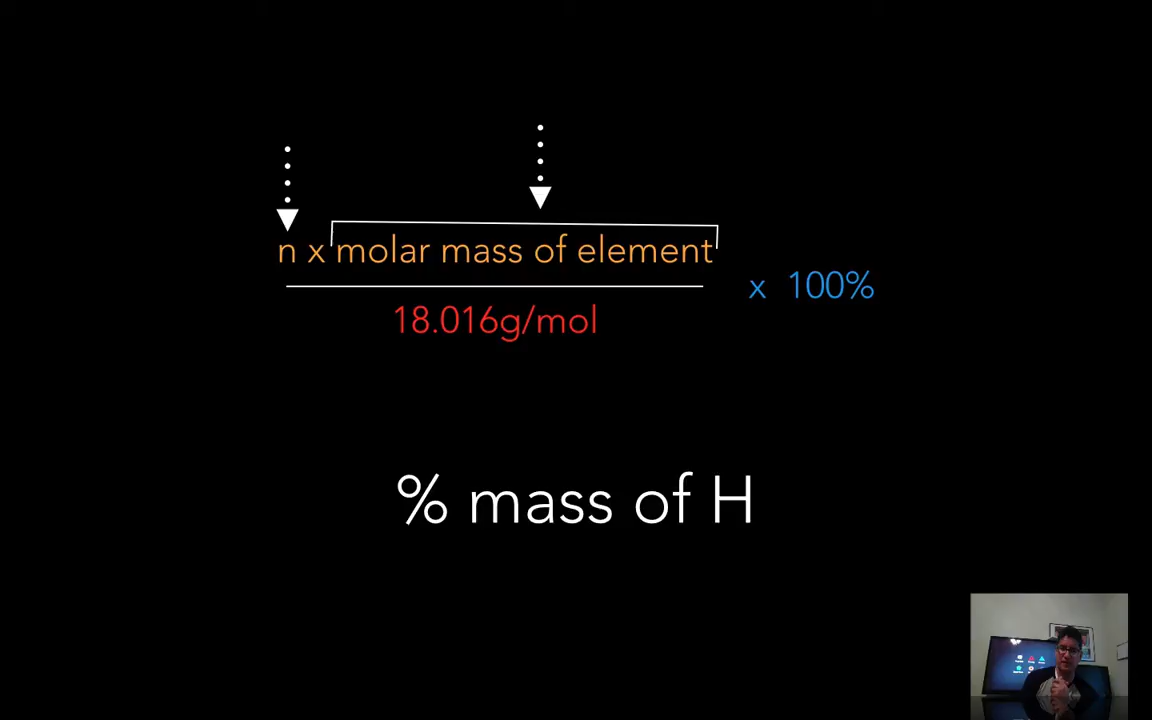 n x molar mass of element
18.016g/mol
x 100%
% mass of H